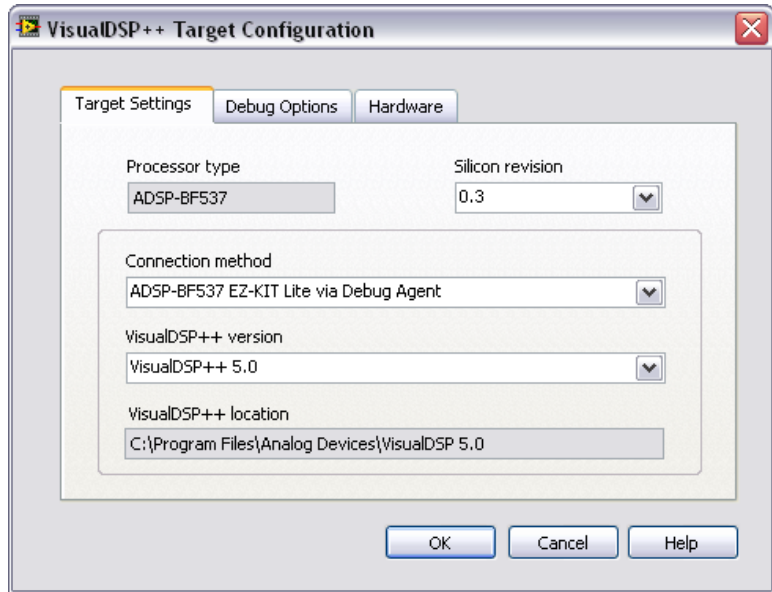 VisualDSP++ Target Configuration
Target Settings Debug Options Hardware
Processor type Silicon revision
ADSP-BF537 0.3
Connection method
ADSP-BF537 EZ-KIT Lite via Debug Agent
VisualDSP++ version
VisualDSP++ 5.0
VisualDSP++ location
C:\Program Files\Analog Devices\VisualDSP 5.0
OK Cancel Help